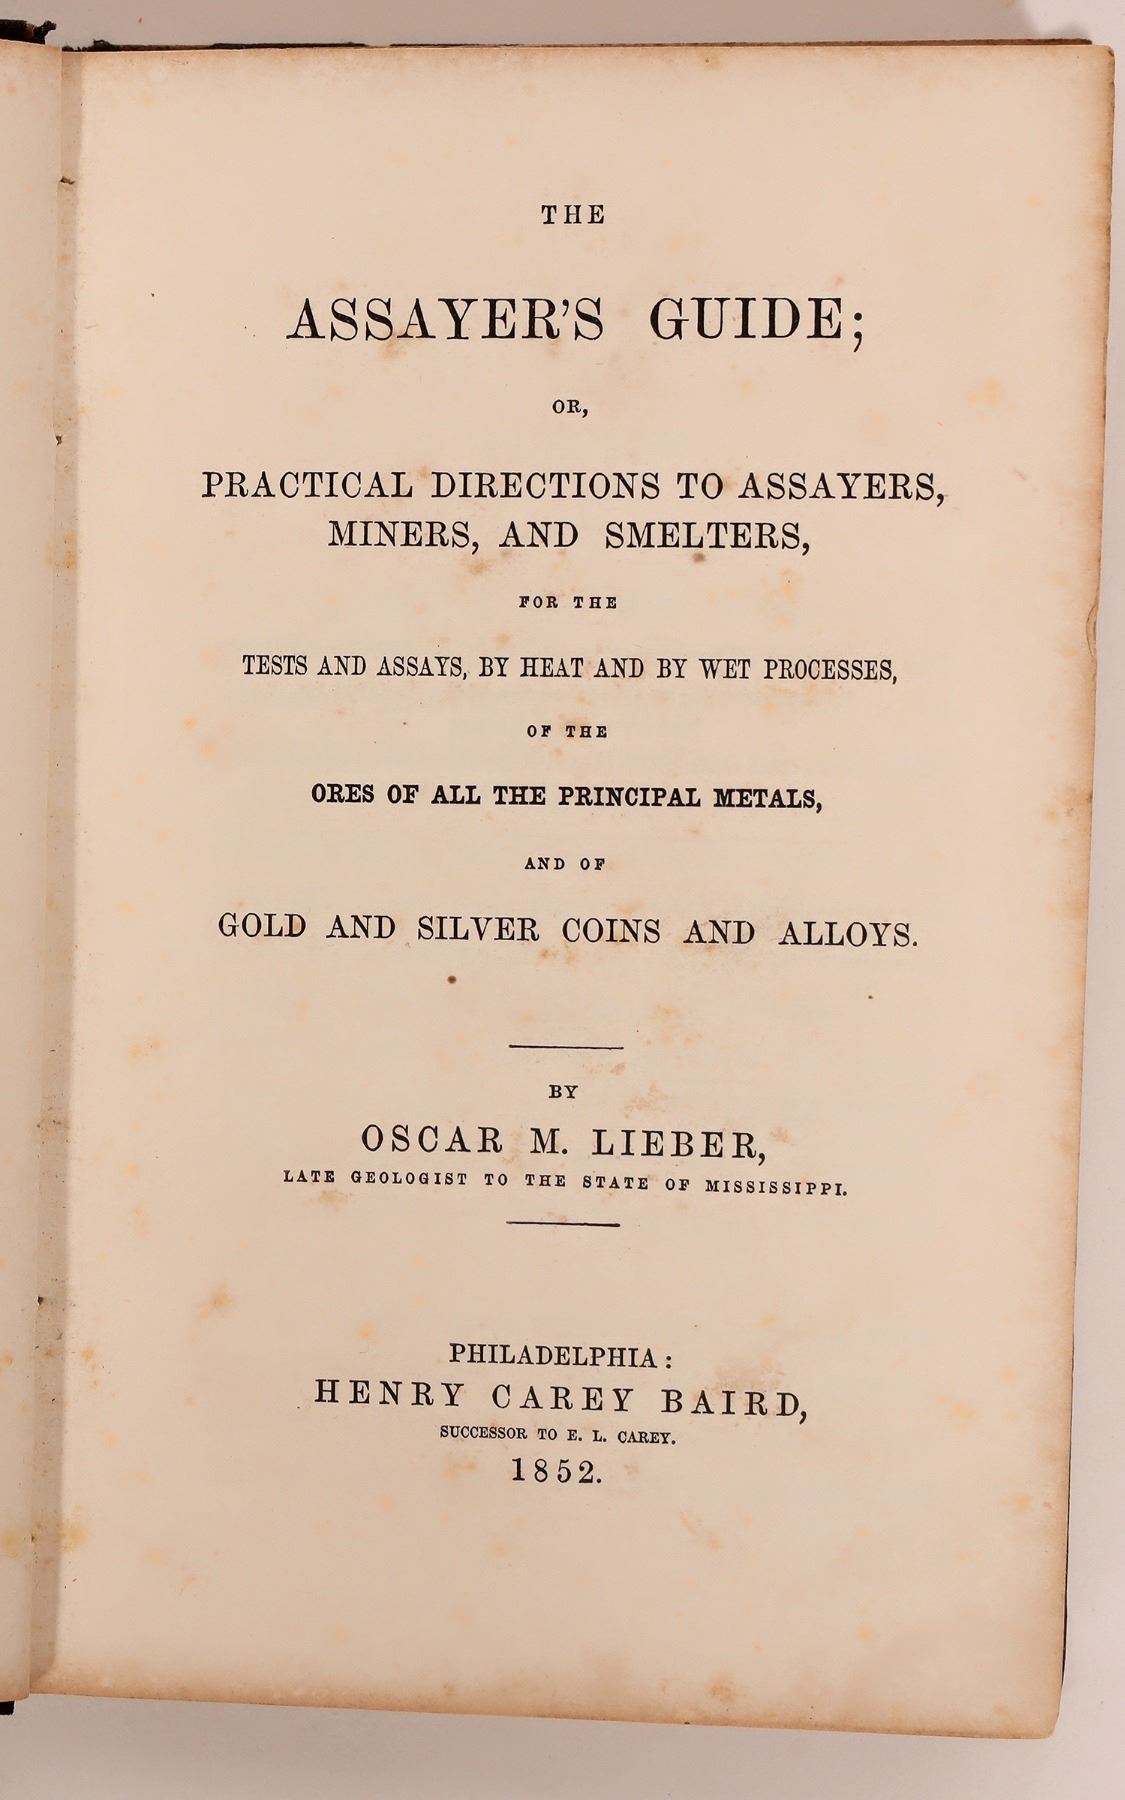 THE
ASSAYER'S GUIDE;
OR,
PRACTICAL DIRECTIONS TO ASSAYERS,
MINERS, AND SMELTERS,
FOR THE
TESTS AND ASSAYS, BY HEAT AND BY WET PROCESSES,
OF THE
ORES OF ALL THE PRINCIPAL METALS,
AND OF
GOLD AND SILVER COINS AND ALLOYS.
BY
OSCAR M. LIEBER,
LATE GEOLOGIST TO THE STATE OF MISSISSIPPI.
PHILADELPHIA:
HENRY CAREY BAIRD,
SUCCESSOR TO E. L. CAREY.
1852.